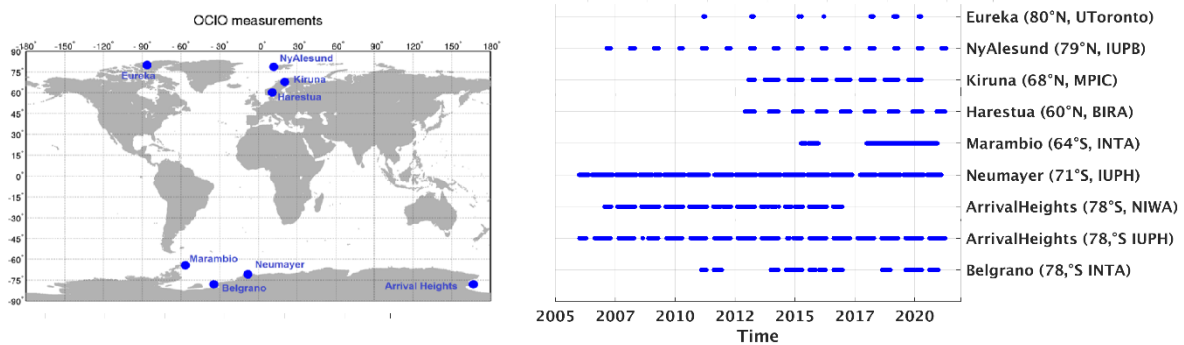 OClO measurements
-180° -150° -120° -90° -60° -30° 0° 30° 60° 90° 120° 150° 180°
90°
75°
60°
45°
30°
15°
0°
-15°
-30°
-45°
-60°
-75°
-90°
NyAlesund
Eureka
Kiruna
Harestua
Marambio
Neumayer
Belgrano
Arrival Heights
Eureka (80°N, UToronto)
NyAlesund (79°N, IUPB)
Kiruna (68°N, MPIC)
Harestua (60°N, BIRA)
Marambio (64°S, INTA)
Neumayer (71°S, IUPH)
ArrivalHeights (78°S, NIWA)
ArrivalHeights (78,°S IUPH)
Belgrano (78,°S INTA)
2005 2007 2010 2012 2015 2017 2020
Time